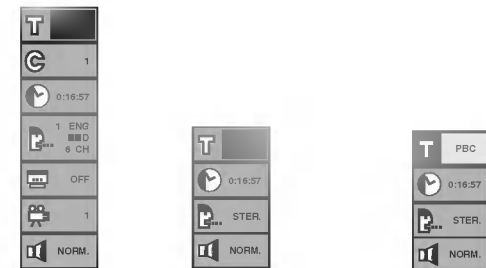 T
C 1
0:16:57
1 ENG
D
6 CH
OFF
1
NORM.
T
0:16:57
STER.
NORM.
T PBC
0:16:57
STER.
NORM.